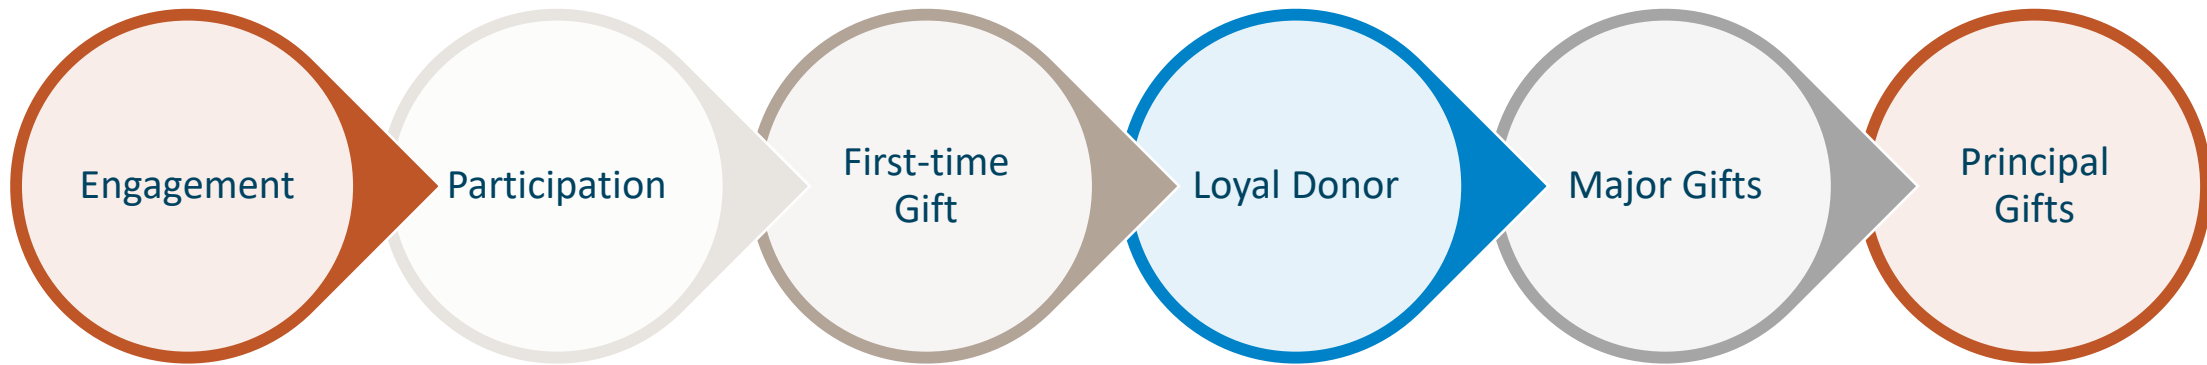 Engagement
Participation
First-time
Gift
Loyal Donor
Major Gifts
Principal
Gifts